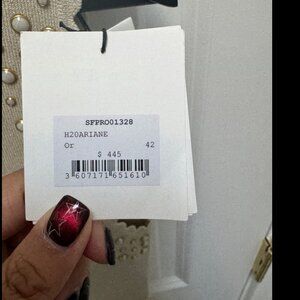 SFPRO01328
H20ARIANE
Or 42
$ 445
3 607171 651610